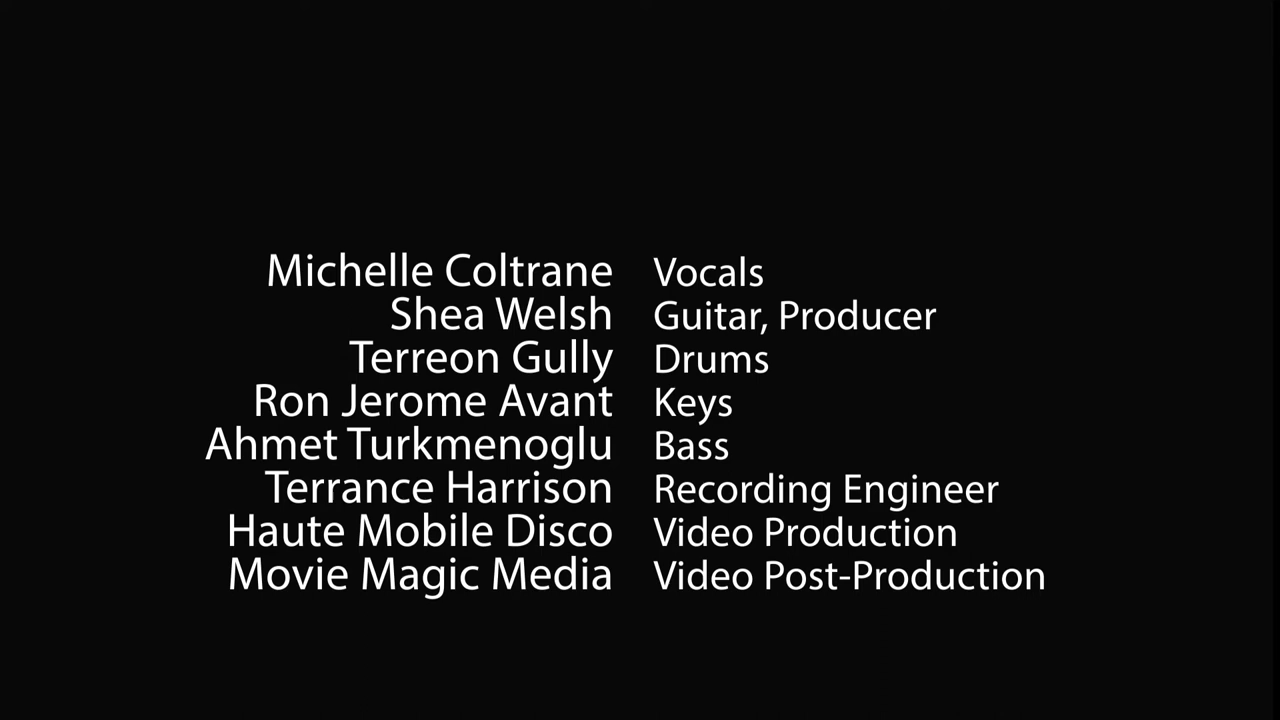 Michelle Coltrane Vocals
Shea Welsh Guitar, Producer
Terreon Gully Drums
Ron Jerome Avant Keys
Ahmet Turkmenoglu Bass
Terrance Harrison Recording Engineer
Haute Mobile Disco Video Production
Movie Magic Media Video Post-Production